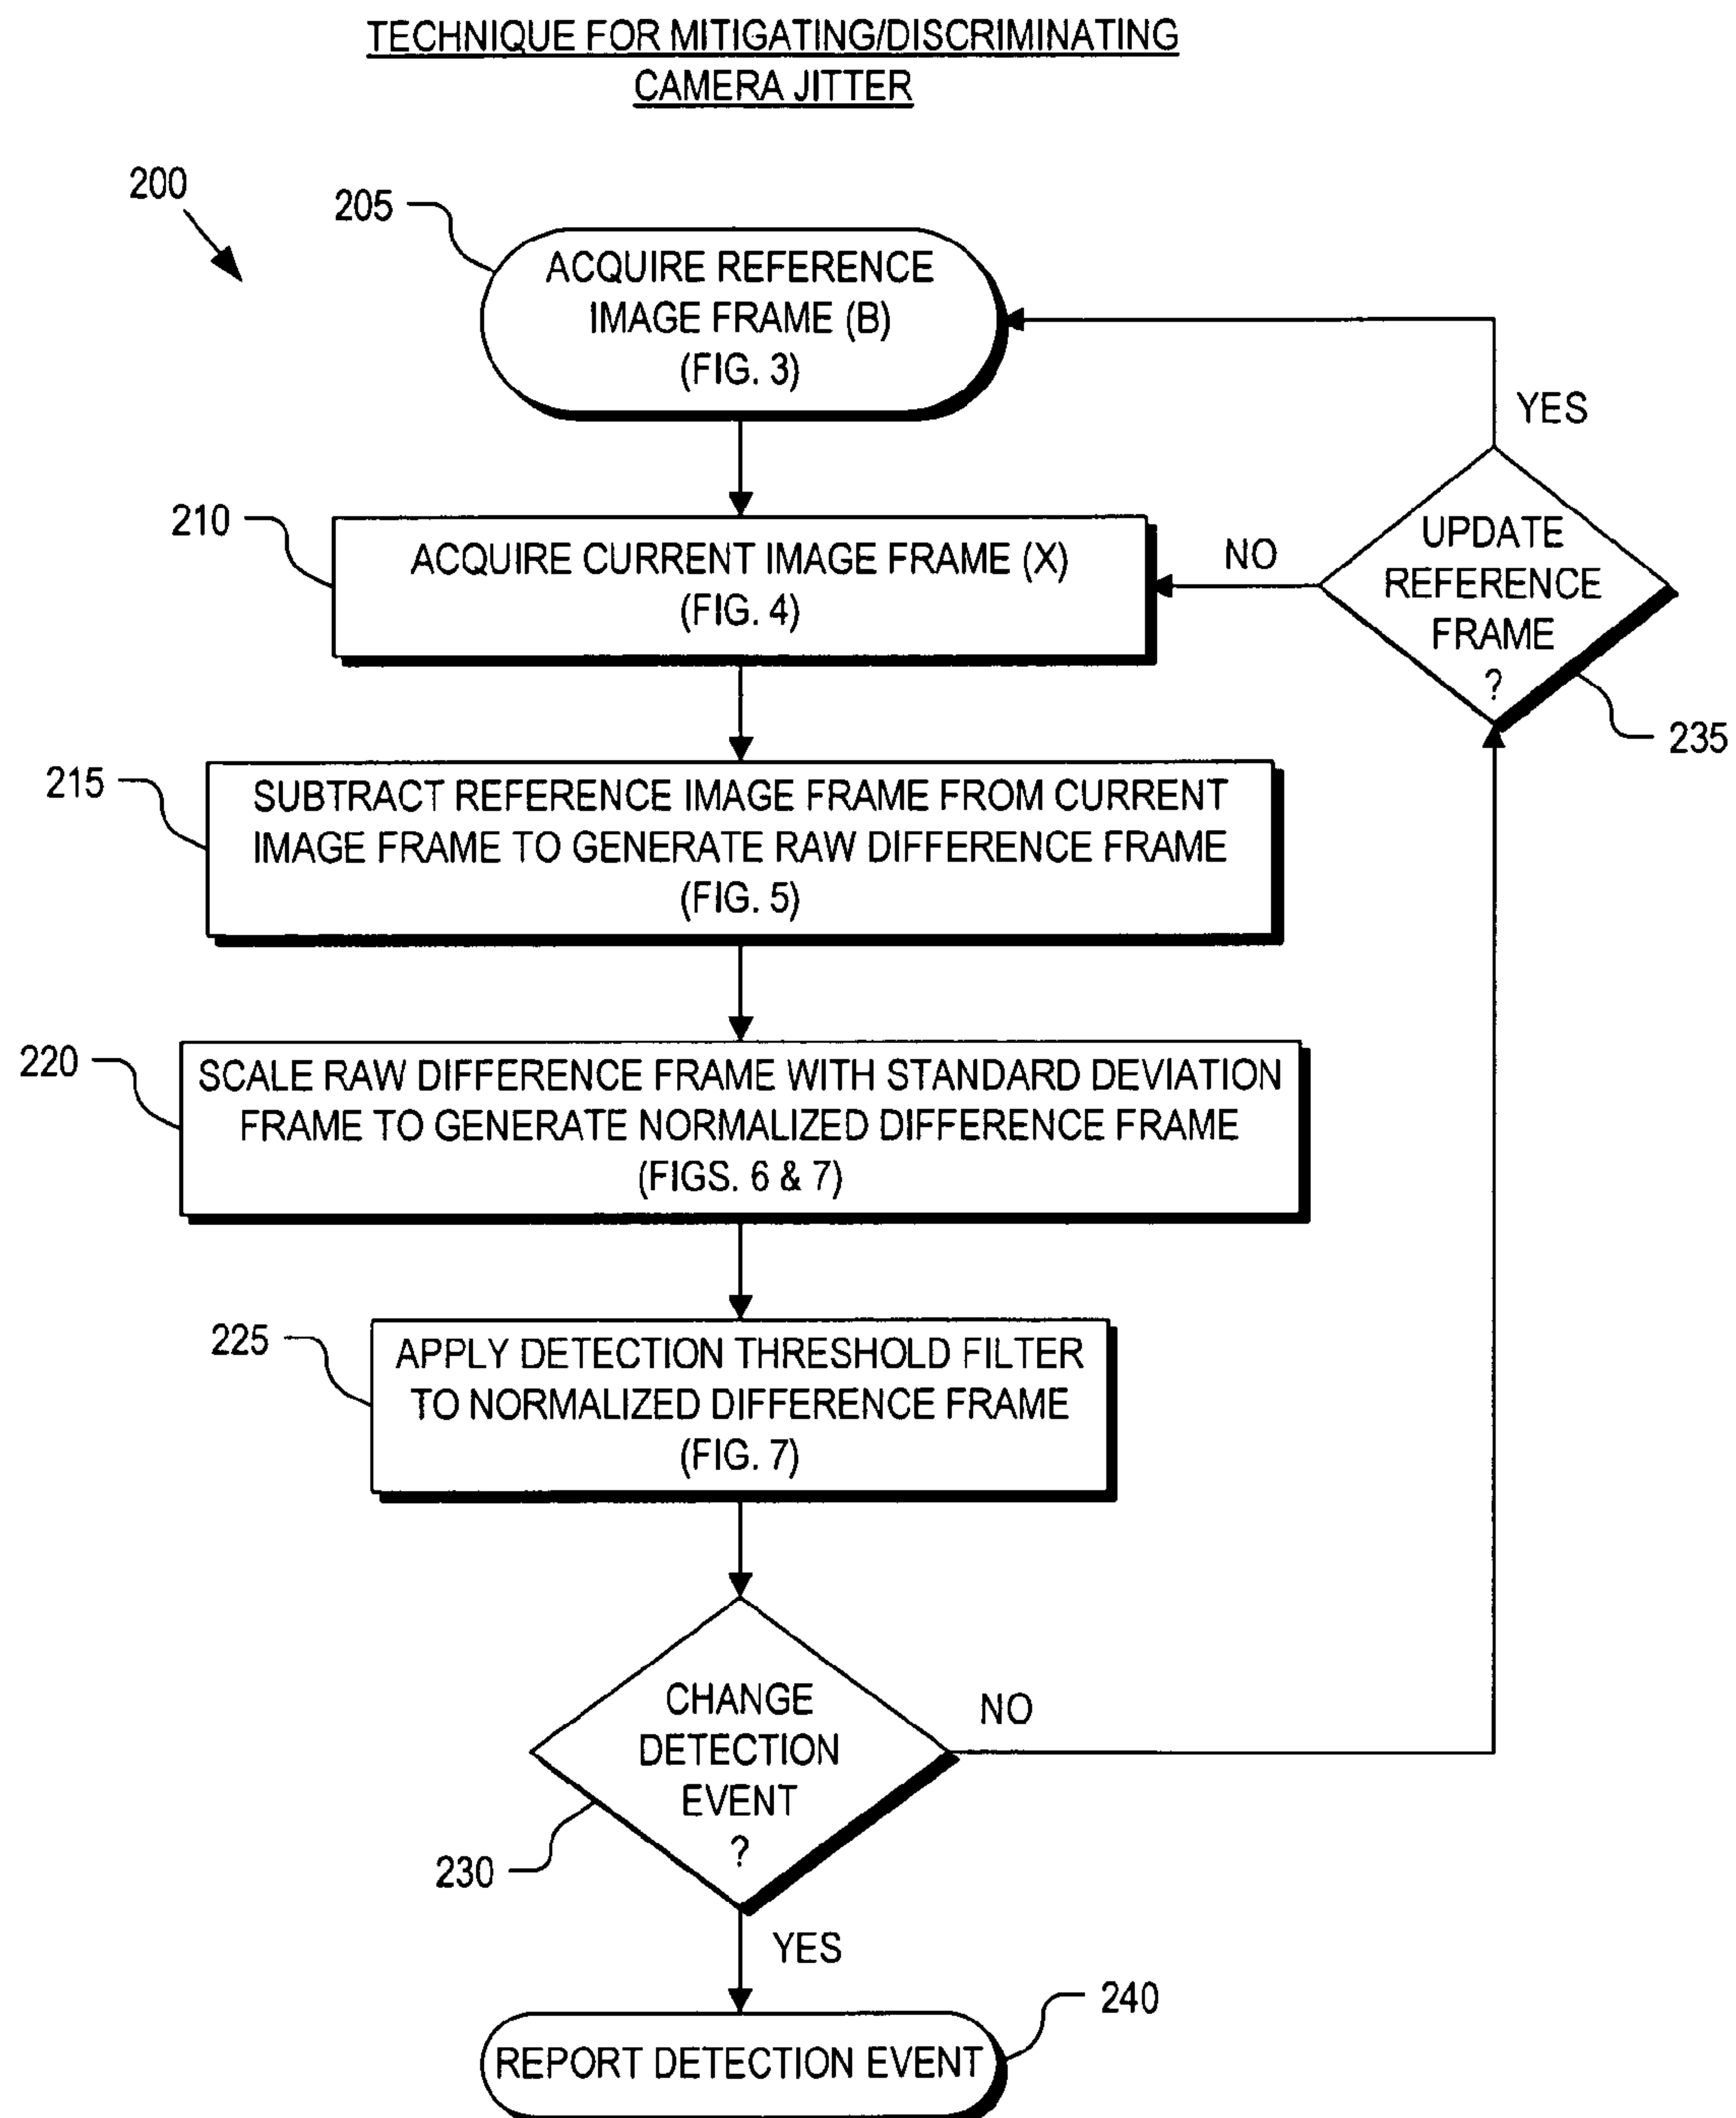 TECHNIQUE FOR MITIGATING/DISCRIMINATING
CAMERA JITTER
200
205
ACQUIRE REFERENCE
IMAGE FRAME (B)
(FIG. 3)
YES
210
ACQUIRE CURRENT IMAGE FRAME (X)
(FIG. 4)
NO
UPDATE
REFERENCE
FRAME
?
235
215
SUBTRACT REFERENCE IMAGE FRAME FROM CURRENT
IMAGE FRAME TO GENERATE RAW DIFFERENCE FRAME
(FIG. 5)
220
SCALE RAW DIFFERENCE FRAME WITH STANDARD DEVIATION
FRAME TO GENERATE NORMALIZED DIFFERENCE FRAME
(FIGS. 6 & 7)
225
APPLY DETECTION THRESHOLD FILTER
TO NORMALIZED DIFFERENCE FRAME
(FIG. 7)
CHANGE
DETECTION
EVENT
?
NO
230
YES
240
REPORT DETECTION EVENT